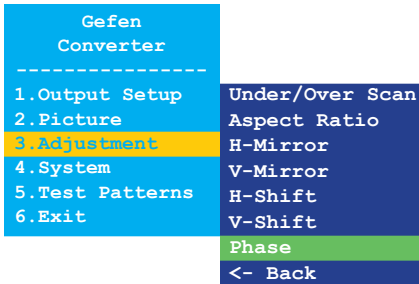 Gefen
Converter
----------------
1.Output Setup
2.Picture
3.Adjustment
4.System
5.Test Patterns
6.Exit
Under/Over Scan
Aspect Ratio
H-Mirror
V-Mirror
H-Shift
V-Shift
Phase
<- Back